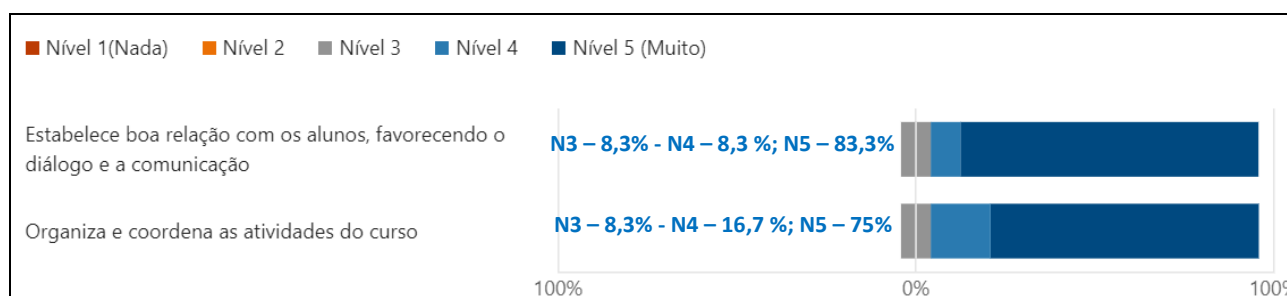 Nível 1(Nada) Nível 2 Nível 3 Nível 4 Nível 5 (Muito)
Estabelece boa relação com os alunos, favorecendo o
diálogo e a comunicação
N3 – 8,3% - N4 – 8,3 %; N5 – 83,3%
Organiza e coordena as atividades do curso
N3 – 8,3% - N4 – 16,7 %; N5 – 75%
100% 0% 100%